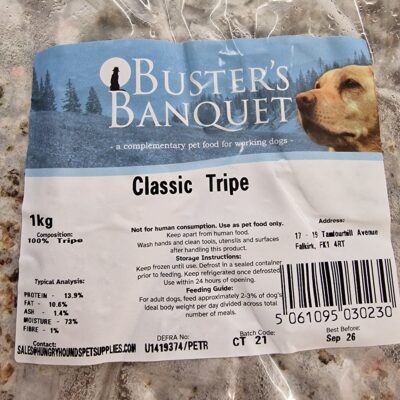 BUSTER'S
BANQUET
- a complementary pet food for working dogs -
Classic Tripe
1kg
Composition:
100% Tripe
Typical Analysis:
PROTEIN - 13.9%
FAT - 10.6%
ASH - 1.4%
MOISTURE - 73%
FIBRE - 1%
Contact:
SALES@HUNGRYHOUNDSPETSUPPLIES.COM
Not for human consumption. Use as pet food only.
Keep apart from human food.
Wash hands and clean tools, utensils and surfaces
after handling this product.
Storage Instructions:
Keep frozen until use. Defrost in a sealed container
prior to feeding. Keep refrigerated once defrosted
Use within 24 hours of opening.
Feeding Guide:
For adult dogs, feed approximately 2-3% of dog's
ideal body weight per day divided across total
number of meals.
DEFRA No:
U1419374/PETR
Batch Code:
CT 21
Address:
17 - 19 Tamfourhill Avenue
Falkirk, FK1 4RT
5 061095 030230
Best Before:
Sep 26